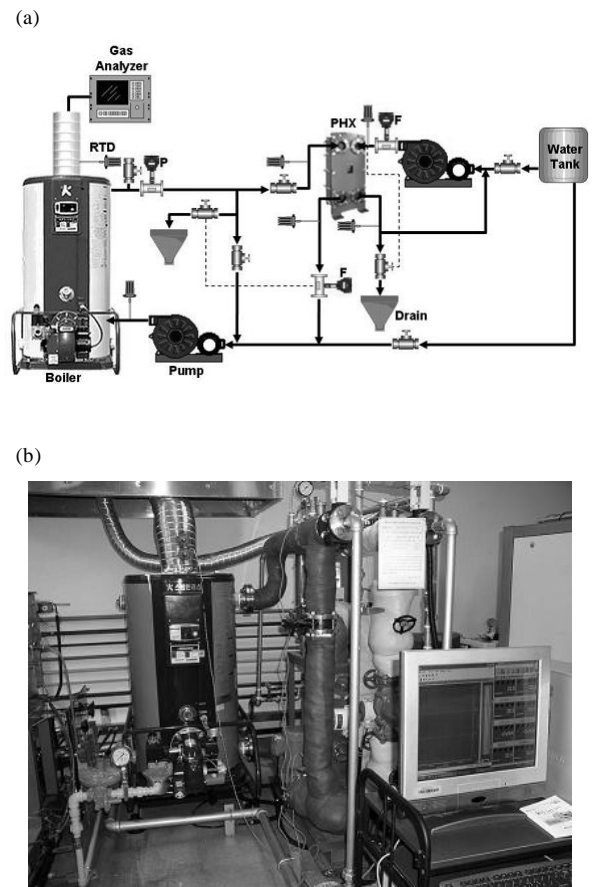 (a)
Gas
Analyzer
RTD
P
PHX
F
Water
Tank
K
F
Drain
Pump
Boiler
(b)